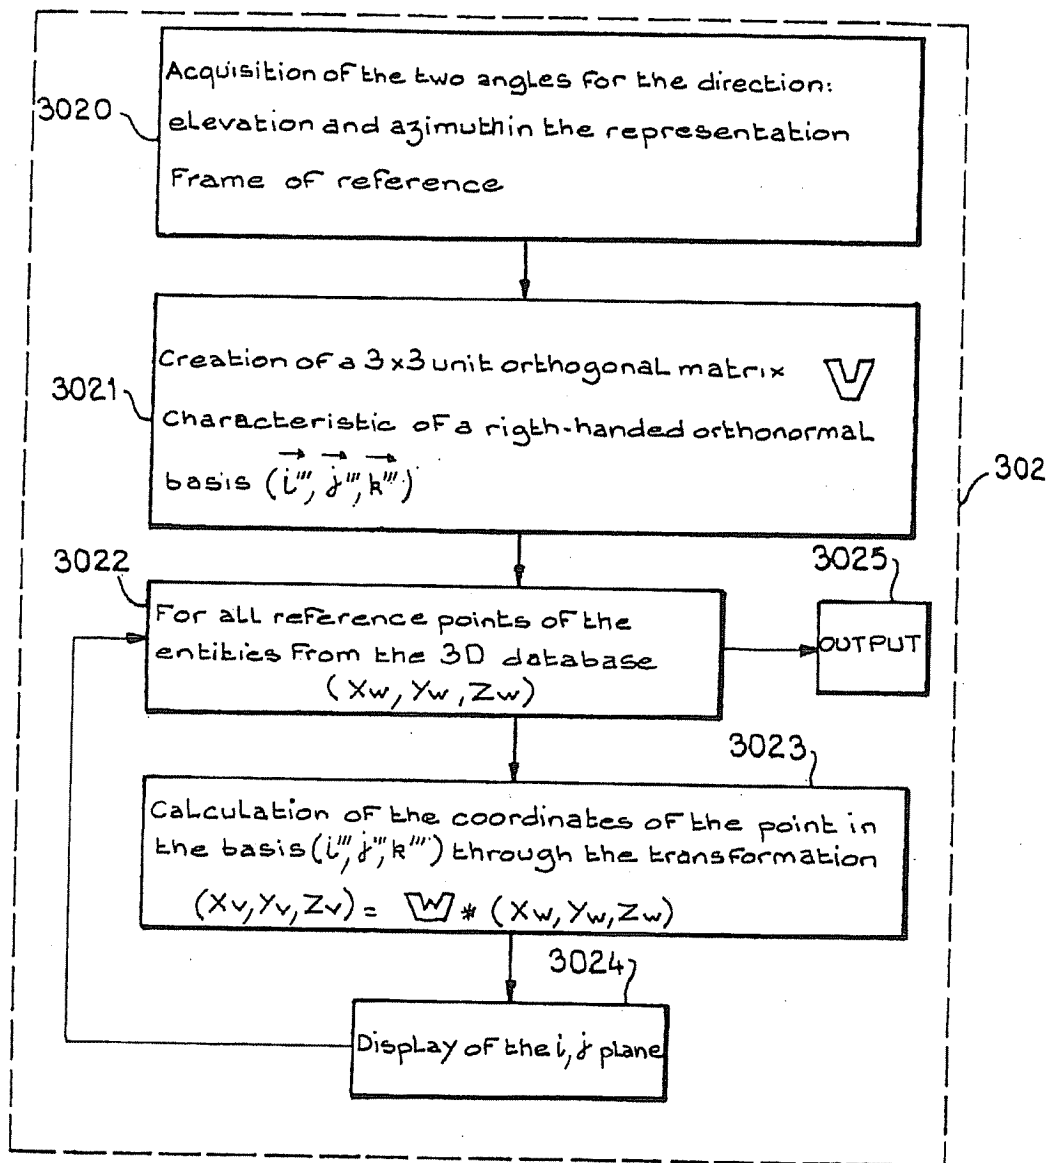 Acquisition of the two angles for the direction:
3020
elevation and azimuthin the representation
Frame of reference
Creation of a 3x3 unit orthogonal matrix V
3021
Characteristic of a rigth-handed orthonormal
basis (i''', j''', k''')
302
3022
3025
For all reference points of the
entities From the 3D database
(Xw, Yw, Zw)
OUTPUT
3023
Calculation of the coordinates of the point in
the basis (i''', j''', k''') through the transformation
(Xv, Yv, Zv) = W * (Xw, Yw, Zw)
3024
Display of the i, j plane